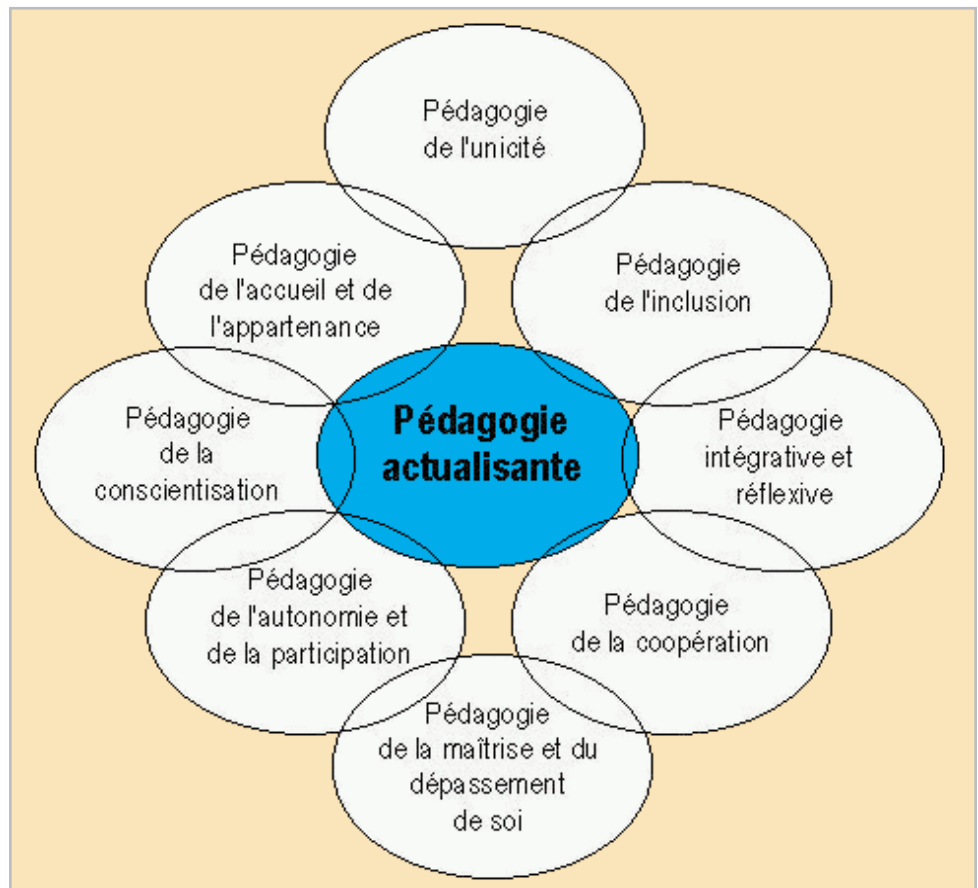 Pédagogie
de l'unicité
Pédagogie
de l'accueil et de
l'appartenance
Pédagogie
de l'inclusion
Pédagogie
de la
conscientisation
Pédagogie
actualisante
Pédagogie
intégrative et
réflexive
Pédagogie
de l'autonomie et
de la participation
Pédagogie
de la coopération
Pédagogie
de la maîtrise et du
dépassement
de soi